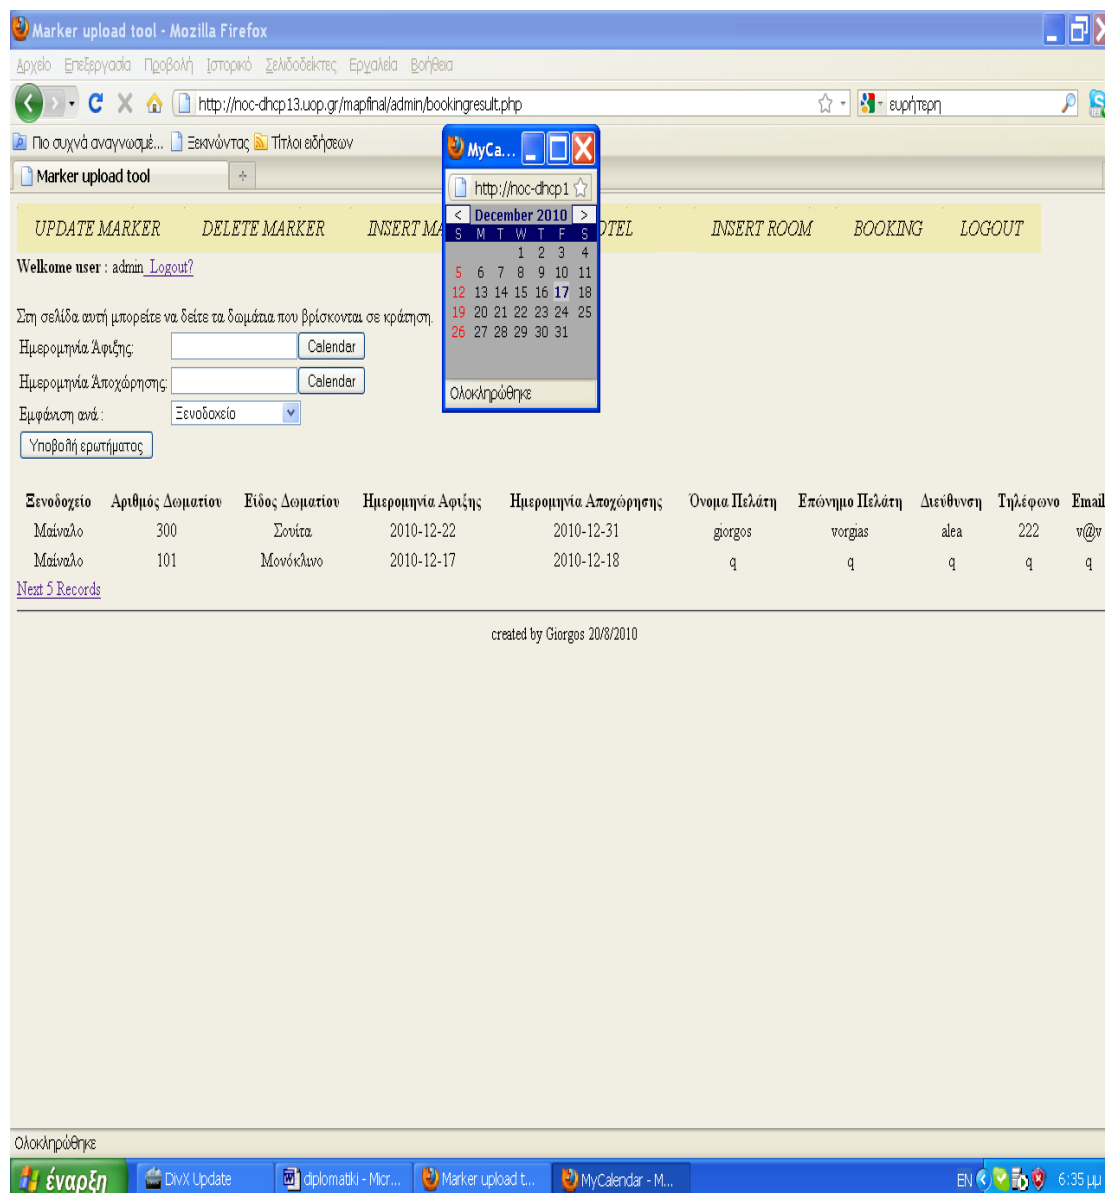 Marker upload tool - Mozilla Firefox
Αρχείο Επεξεργασία Προβολή Ιστορικό Σελιδοδείκτες Εργαλεία Βοήθεια
http://noc-dhcp13.uop.gr/mapfinal/admin/bookingresult.php ευρήτερη
Πιο συχνά αναγνωσμέ... Ξεκινώντας Τίτλοι ειδήσεων
Marker upload tool
MyCa...
http://noc-dhcp1
< December 2010 >
S M T W T F S
1 2 3 4
5 6 7 8 9 10 11
12 13 14 15 16 17 18
19 20 21 22 23 24 25
26 27 28 29 30 31
Ολοκληρώθηκε
UPDATE MARKER DELETE MARKER INSERT MA OTEL INSERT ROOM BOOKING LOGOUT
Welkome user : admin Logout?
Στη σελίδα αυτή μπορείτε να δείτε τα δωμάτια που βρίσκονται σε κράτηση.
Ημερομηνία Άφιξης: Calendar
Ημερομηνία Άποχώρησης: Calendar
Εμφάνιση ανά : Ξενοδοχείο
Υποβολή ερωτήματος
Ξενοδοχείο Αριθμός Δωματίου Είδος Δωματίου Ημερομηνία Αφιξης Ημερομηνία Αποχώρησης Όνομα Πελάτη Επώνημο Πελάτη Διεύθυνση Τηλέφωνο Email
Μαίναλο 300 Σουίτα 2010-12-22 2010-12-31 giorgos vorgias alea 222 v@v
Μαίναλο 101 Μονόκλινο 2010-12-17 2010-12-18 q q q q q
Next 5 Records
created by Giorgos 20/8/2010
Ολοκληρώθηκε
έναρξη DivX Update diplomatiki - Micr... Marker upload t... MyCalendar - M... EN 6:35 μμ